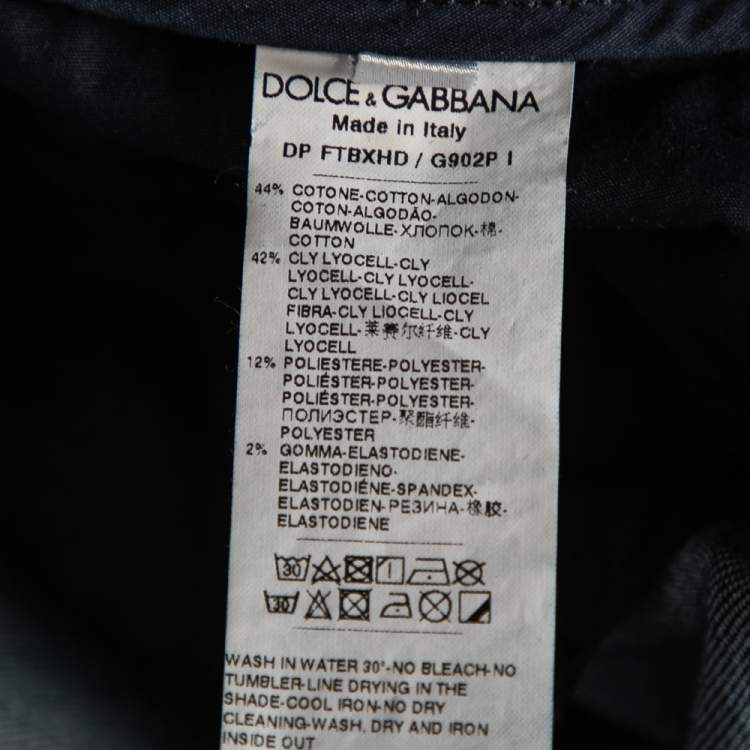 DOLCE & GABBANA
Made in Italy
DP FTBXHD / G902P I
44% COTONE-COTTON-ALGODON-
COTON-ALGODÃO-
BAUMWOLLE-ХЛОПОК-棉-
COTTON
42% CLY LYOCELL-CLY
LYOCELL-CLY LYOCELL-
CLY LYOCELL-CLY LIOCEL
FIBRA-CLY LIOCELL-CLY
LYOCELL-莱赛尔纤维-CLY
LYOCELL
12% POLIESTERE-POLYESTER-
POLIÉSTER-POLYESTER-
POLIÉSTER-POLYESTER-
ПОЛИЭСТЕР-聚酯纤维-
POLYESTER
2% GOMMA-ELASTODIENE-
ELASTODIENO-
ELASTODIÉNE-SPANDEX-
ELASTODIEN-РЕЗИНА-橡胶-
ELASTODIENE
30
30
WASH IN WATER 30°-NO BLEACH-NO
TUMBLER-LINE DRYING IN THE
SHADE-COOL IRON-NO DRY
CLEANING-WASH, DRY AND IRON
INSIDE OUT